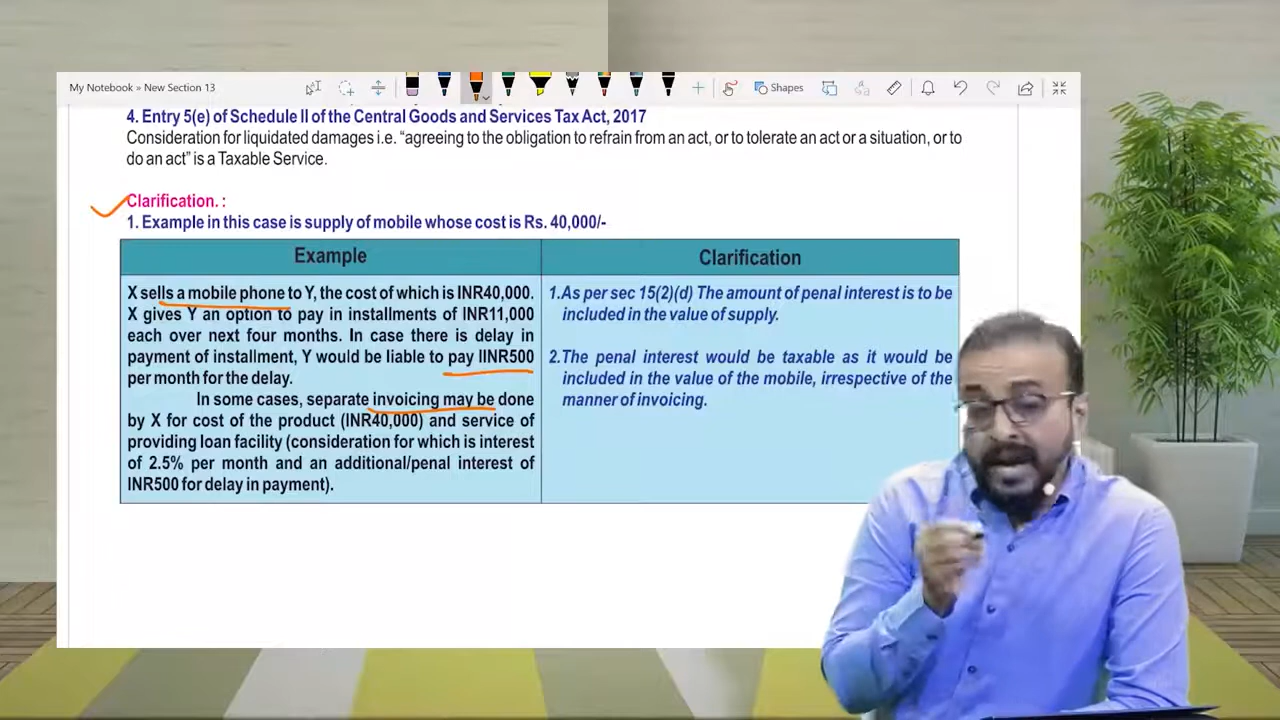 My Notebook » New Section 13
Shapes
4. Entry 5(e) of Schedule II of the Central Goods and Services Tax Act, 2017
Consideration for liquidated damages i.e. “agreeing to the obligation to refrain from an act, or to tolerate an act or a situation, or to
do an act” is a Taxable Service.
Clarification. :
1. Example in this case is supply of mobile whose cost is Rs. 40,000/-
Example
X sells a mobile phone to Y, the cost of which is INR40,000.
X gives Y an option to pay in installments of INR11,000
each over next four months. In case there is delay in
payment of installment, Y would be liable to pay IINR500
per month for the delay.
In some cases, separate invoicing may be done
by X for cost of the product (INR40,000) and service of
providing loan facility (consideration for which is interest
of 2.5% per month and an additional/penal interest of
INR500 for delay in payment).
Clarification
1.As per sec 15(2)(d) The amount of penal interest is to be
included in the value of supply.
2.The penal interest would be taxable as it would be
included in the value of the mobile, irrespective of the
manner of invoicing.